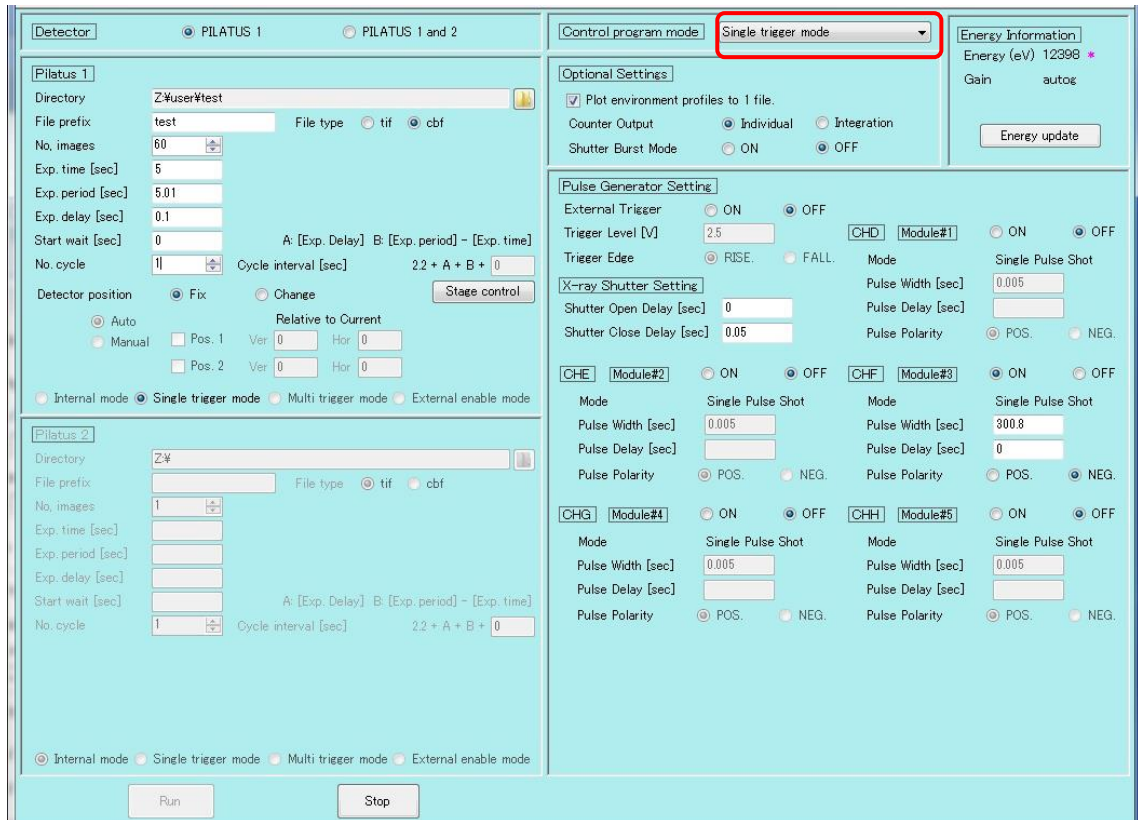 Detector PILATUS 1 PILATUS 1 and 2
Pilatus 1
Directory Z:¥user¥test
File prefix test File type tif cbf
No, images 60
Exp. time [sec] 5
Exp. period [sec] 5.01
Exp. delay [sec] 0.1
Start wait [sec] 0 A: [Exp. Delay] B: [Exp. period] - [Exp. time]
No. cycle 1 Cycle interval [sec] 2.2 + A + B + 0
Detector position Fix Change Stage control
Auto Relative to Current
Manual Pos. 1 Ver 0 Hor 0
Pos. 2 Ver 0 Hor 0
Internal mode Single trigger mode Multi trigger mode External enable mode
Pilatus 2
Directory Z:¥
File prefix File type tif cbf
No, images 1
Exp. time [sec]
Exp. period [sec]
Exp. delay [sec]
Start wait [sec] A: [Exp. Delay] B: [Exp. period] - [Exp. time]
No. cycle 1 Cycle interval [sec] 2.2 + A + B + 0
Internal mode Single trigger mode Multi trigger mode External enable mode
Run Stop
Control program mode Single trigger mode
Optional Settings
Plot environment profiles to 1 file.
Counter Output Individual Integration
Shutter Burst Mode ON OFF
Energy Information
Energy (eV) 12398 *
Gain autog
Energy update
Pulse Generator Setting
External Trigger ON OFF
Trigger Level [V] 2.5
Trigger Edge RISE. FALL.
X-ray Shutter Setting
Shutter Open Delay [sec] 0
Shutter Close Delay [sec] 0.05
CHD Module#1 ON OFF
Mode Single Pulse Shot
Pulse Width [sec] 0.005
Pulse Delay [sec]
Pulse Polarity POS. NEG.
CHE Module#2 ON OFF
Mode Single Pulse Shot
Pulse Width [sec] 0.005
Pulse Delay [sec]
Pulse Polarity POS. NEG.
CHF Module#3 ON OFF
Mode Single Pulse Shot
Pulse Width [sec] 300.8
Pulse Delay [sec] 0
Pulse Polarity POS. NEG.
CHG Module#4 ON OFF
Mode Single Pulse Shot
Pulse Width [sec] 0.005
Pulse Delay [sec]
Pulse Polarity POS. NEG.
CHH Module#5 ON OFF
Mode Single Pulse Shot
Pulse Width [sec] 0.005
Pulse Delay [sec]
Pulse Polarity POS. NEG.